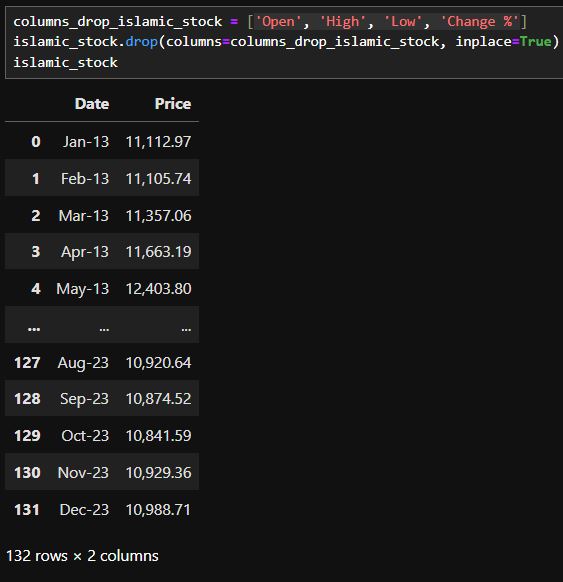 columns_drop_islamic_stock = ['Open', 'High', 'Low', 'Change %']
islamic_stock.drop(columns=columns_drop_islamic_stock, inplace=True)
islamic_stock
Date Price
0 Jan-13 11,112.97
1 Feb-13 11,105.74
2 Mar-13 11,357.06
3 Apr-13 11,663.19
4 May-13 12,403.80
... ... ...
127 Aug-23 10,920.64
128 Sep-23 10,874.52
129 Oct-23 10,841.59
130 Nov-23 10,929.36
131 Dec-23 10,988.71
132 rows × 2 columns